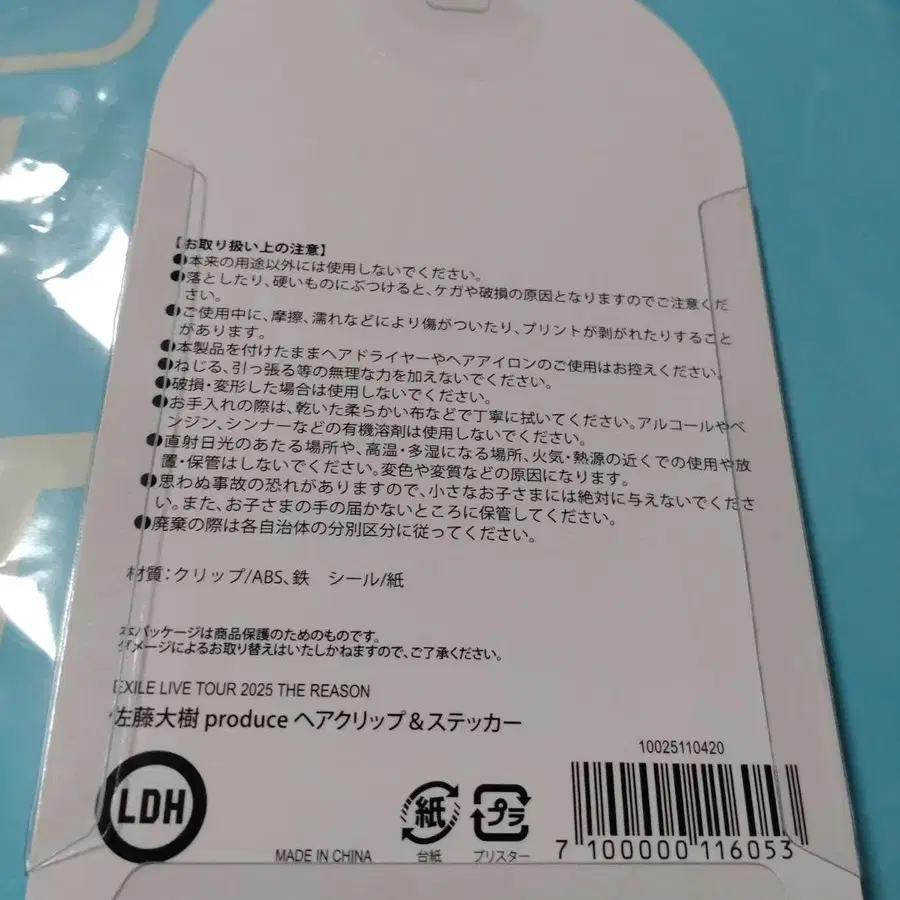 【お取り扱い上の注意】
●本来の用途以外には使用しないでください。
●落としたり、硬いものにぶつけると、ケガや破損の原因となりますのでご注意くだ
さい。
●ご使用中に、摩擦、濡れなどにより傷がついたり、プリントが剥がれたりすること
があります。
●本製品を付けたままヘアドライヤーやヘアアイロンのご使用はお控えください。
●ねじる、引っ張る等の無理な力を加えないでください。
●破損・変形した場合は使用しないでください。
●お手入れの際は、乾いた柔らかい布などで丁寧に拭いてください。アルコールやベ
ンジン、シンナーなどの有機溶剤は使用しないでください。
●直射日光のあたる場所や、高温・多湿になる場所、火気・熱源の近くでの使用や放
置・保管はしないでください。変色や変質などの原因になります。
●思わぬ事故の恐れがありますので、小さなお子さまには絶対に与えないでくださ
い。また、お子さまの手の届かないところに保管してください。
●廃棄の際は各自治体の分別区分に従ってください。
材質：クリップ/ABS、鉄　シール/紙
本パッケージは商品保護のためのものです。
ダメージによるお取り替えはいたしかねますので、ご了承ください。
EXILE LIVE TOUR 2025 THE REASON
佐藤大樹 produce ヘアクリップ＆ステッカー
10025110420
LDH
紙
プラ
MADE IN CHINA
台紙
ブリスター
7 100000 116053